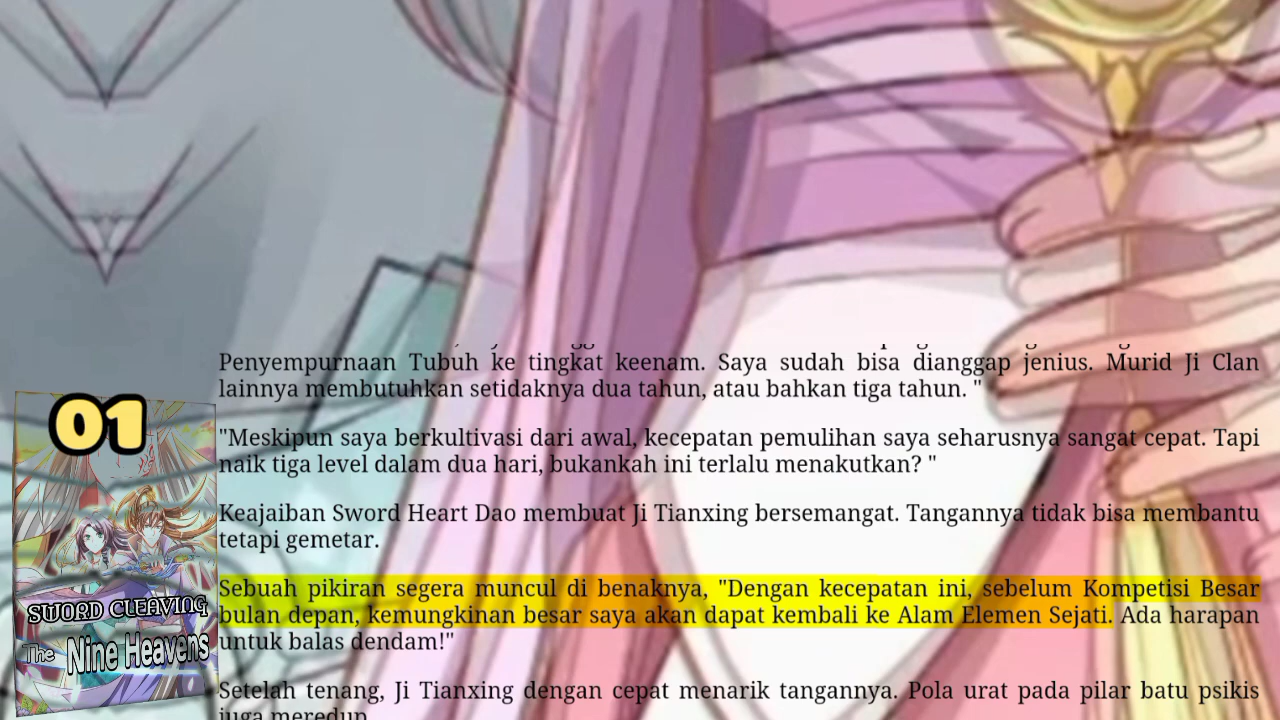 Penyempurnaan Tubuh ke tingkat keenam. Saya sudah bisa dianggap jenius. Murid Ji Clan
lainnya membutuhkan setidaknya dua tahun, atau bahkan tiga tahun. "
"Meskipun saya berkultivasi dari awal, kecepatan pemulihan saya seharusnya sangat cepat. Tapi
naik tiga level dalam dua hari, bukankah ini terlalu menakutkan? "
Keajaiban Sword Heart Dao membuat Ji Tianxing bersemangat. Tangannya tidak bisa membantu
tetapi gemetar.
Sebuah pikiran segera muncul di benaknya, "Dengan kecepatan ini, sebelum Kompetisi Besar
bulan depan, kemungkinan besar saya akan dapat kembali ke Alam Elemen Sejati. Ada harapan
untuk balas dendam!"
Setelah tenang, Ji Tianxing dengan cepat menarik tangannya. Pola urat pada pilar batu psikis
juga meredup.
01
SWORD CLEAVING
The Nine Heavens